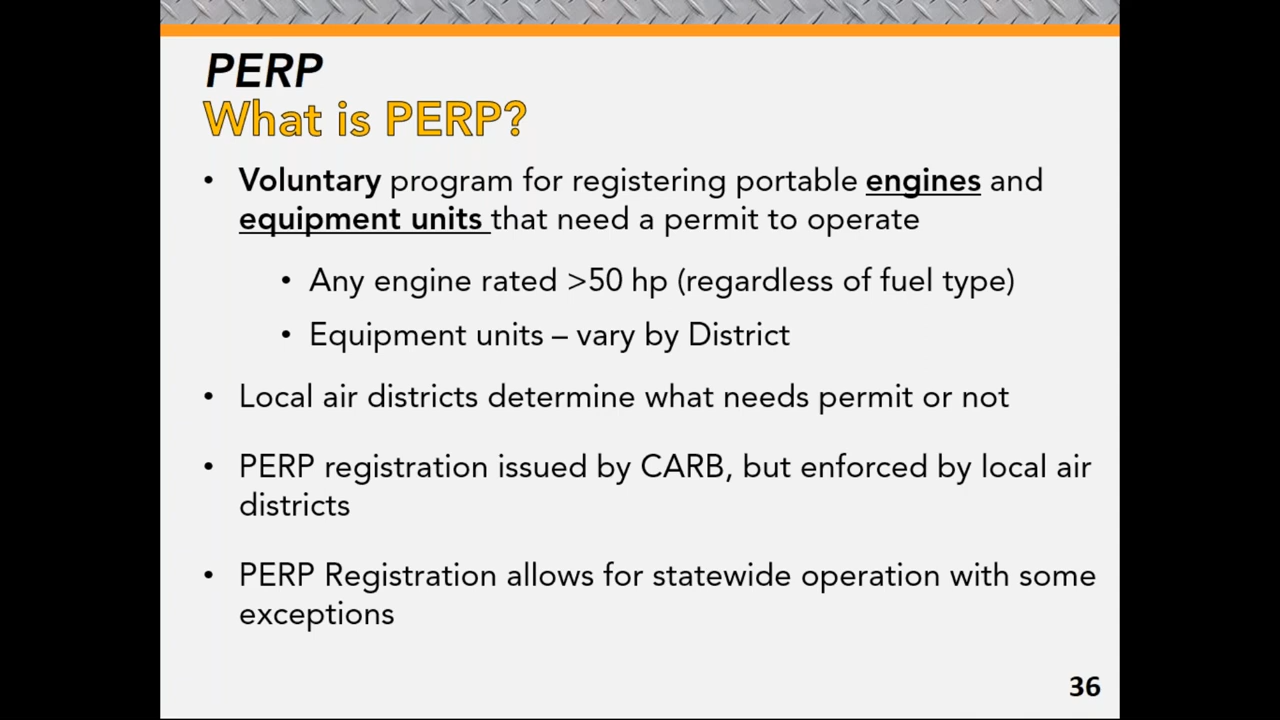 PERP
What is PERP?
• Voluntary program for registering portable engines and
equipment units that need a permit to operate
• Any engine rated >50 hp (regardless of fuel type)
• Equipment units – vary by District
• Local air districts determine what needs permit or not
• PERP registration issued by CARB, but enforced by local air
districts
• PERP Registration allows for statewide operation with some
exceptions
36